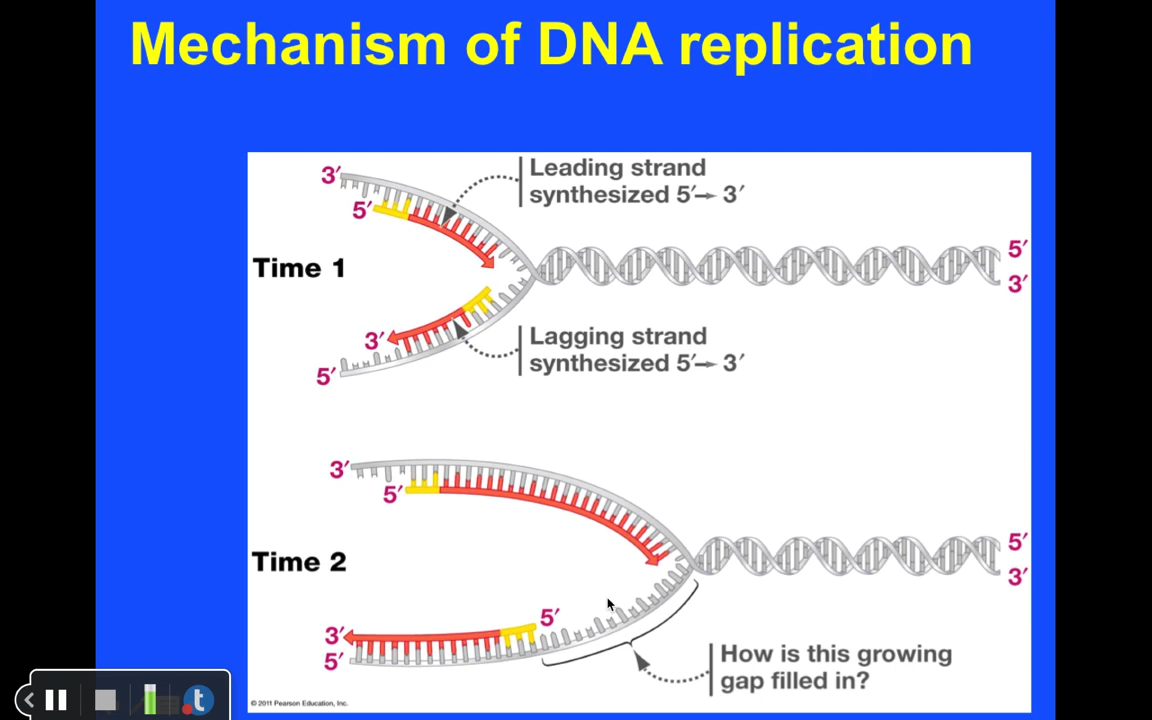 Mechanism of DNA replication
3′
Leading strand
synthesized 5′→ 3′
5′
5′
Time 1
3′
Lagging strand
3′
synthesized 5′→ 3′
5′
3′
5′
5′
Time 2
3′
5′
3′
5′
How is this growing
gap filled in?
© 2011 Pearson Education, Inc.
t